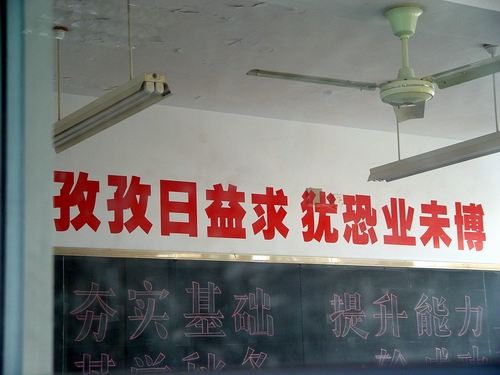 孜孜日益求 犹恐业未博
夯实基础 提升能力